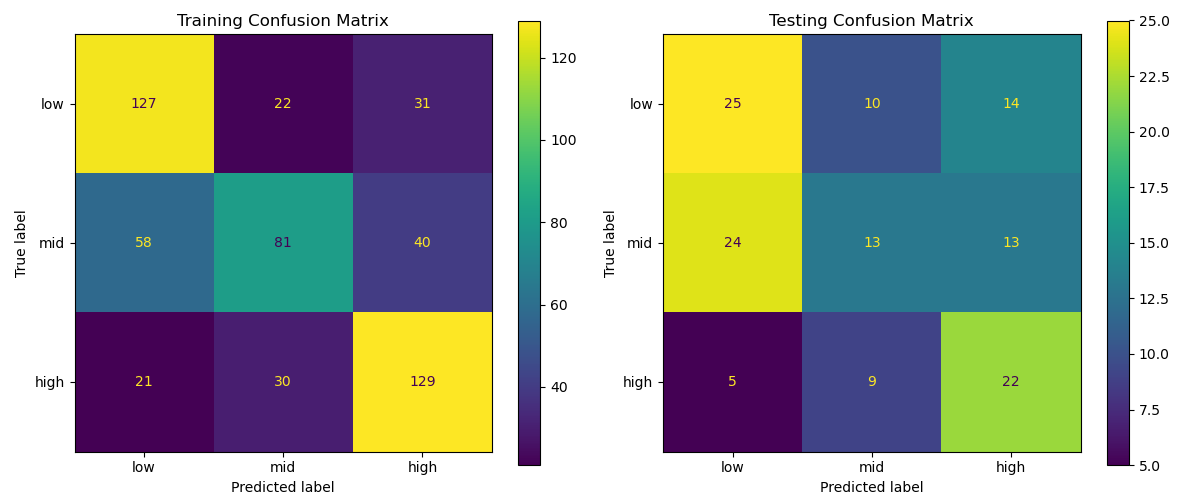 Training Confusion Matrix
low 127 22 31
mid 58 81 40
high 21 30 129
low mid high
Predicted label
True label
120
100
80
60
40
Testing Confusion Matrix
low 25 10 14
mid 24 13 13
high 5 9 22
low mid high
Predicted label
True label
25.0
22.5
20.0
17.5
15.0
12.5
10.0
7.5
5.0